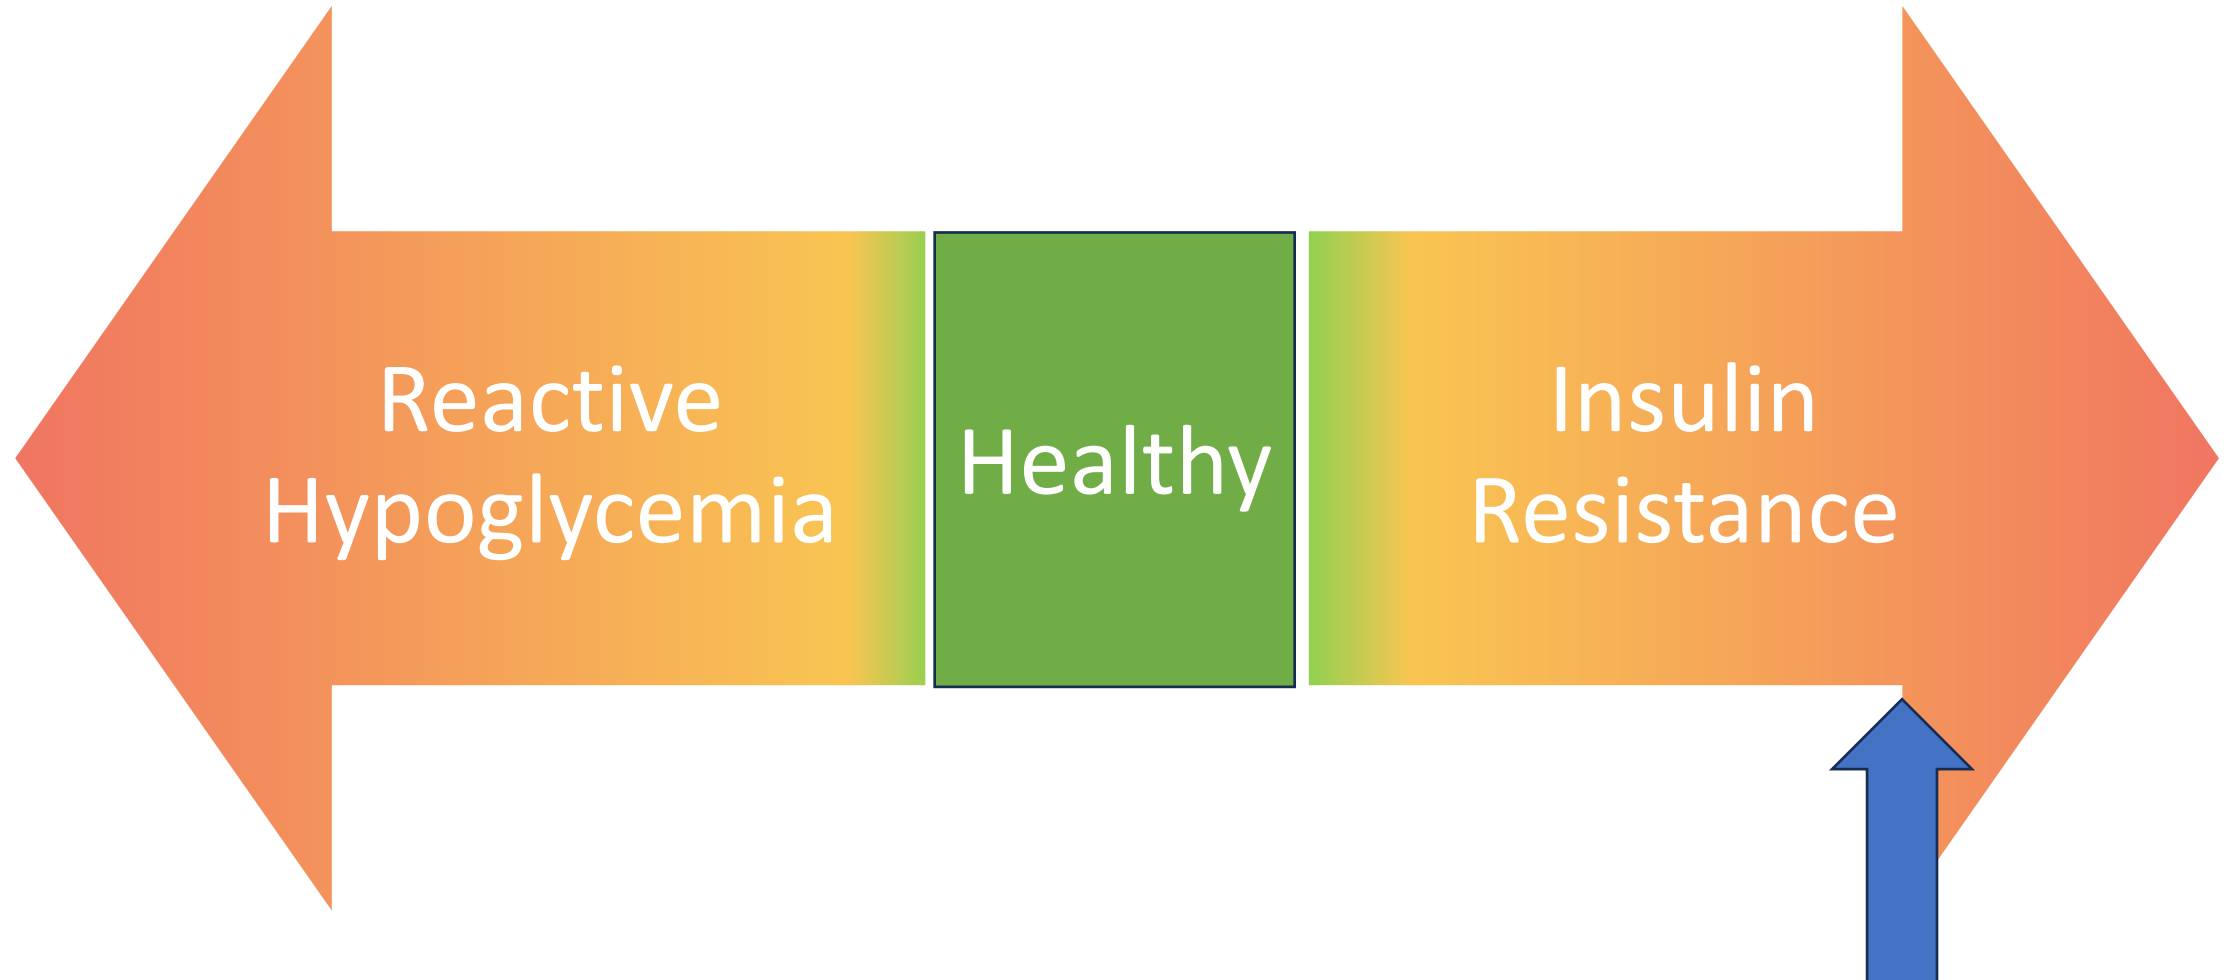 Reactive
Hypoglycemia
Healthy
Insulin
Resistance